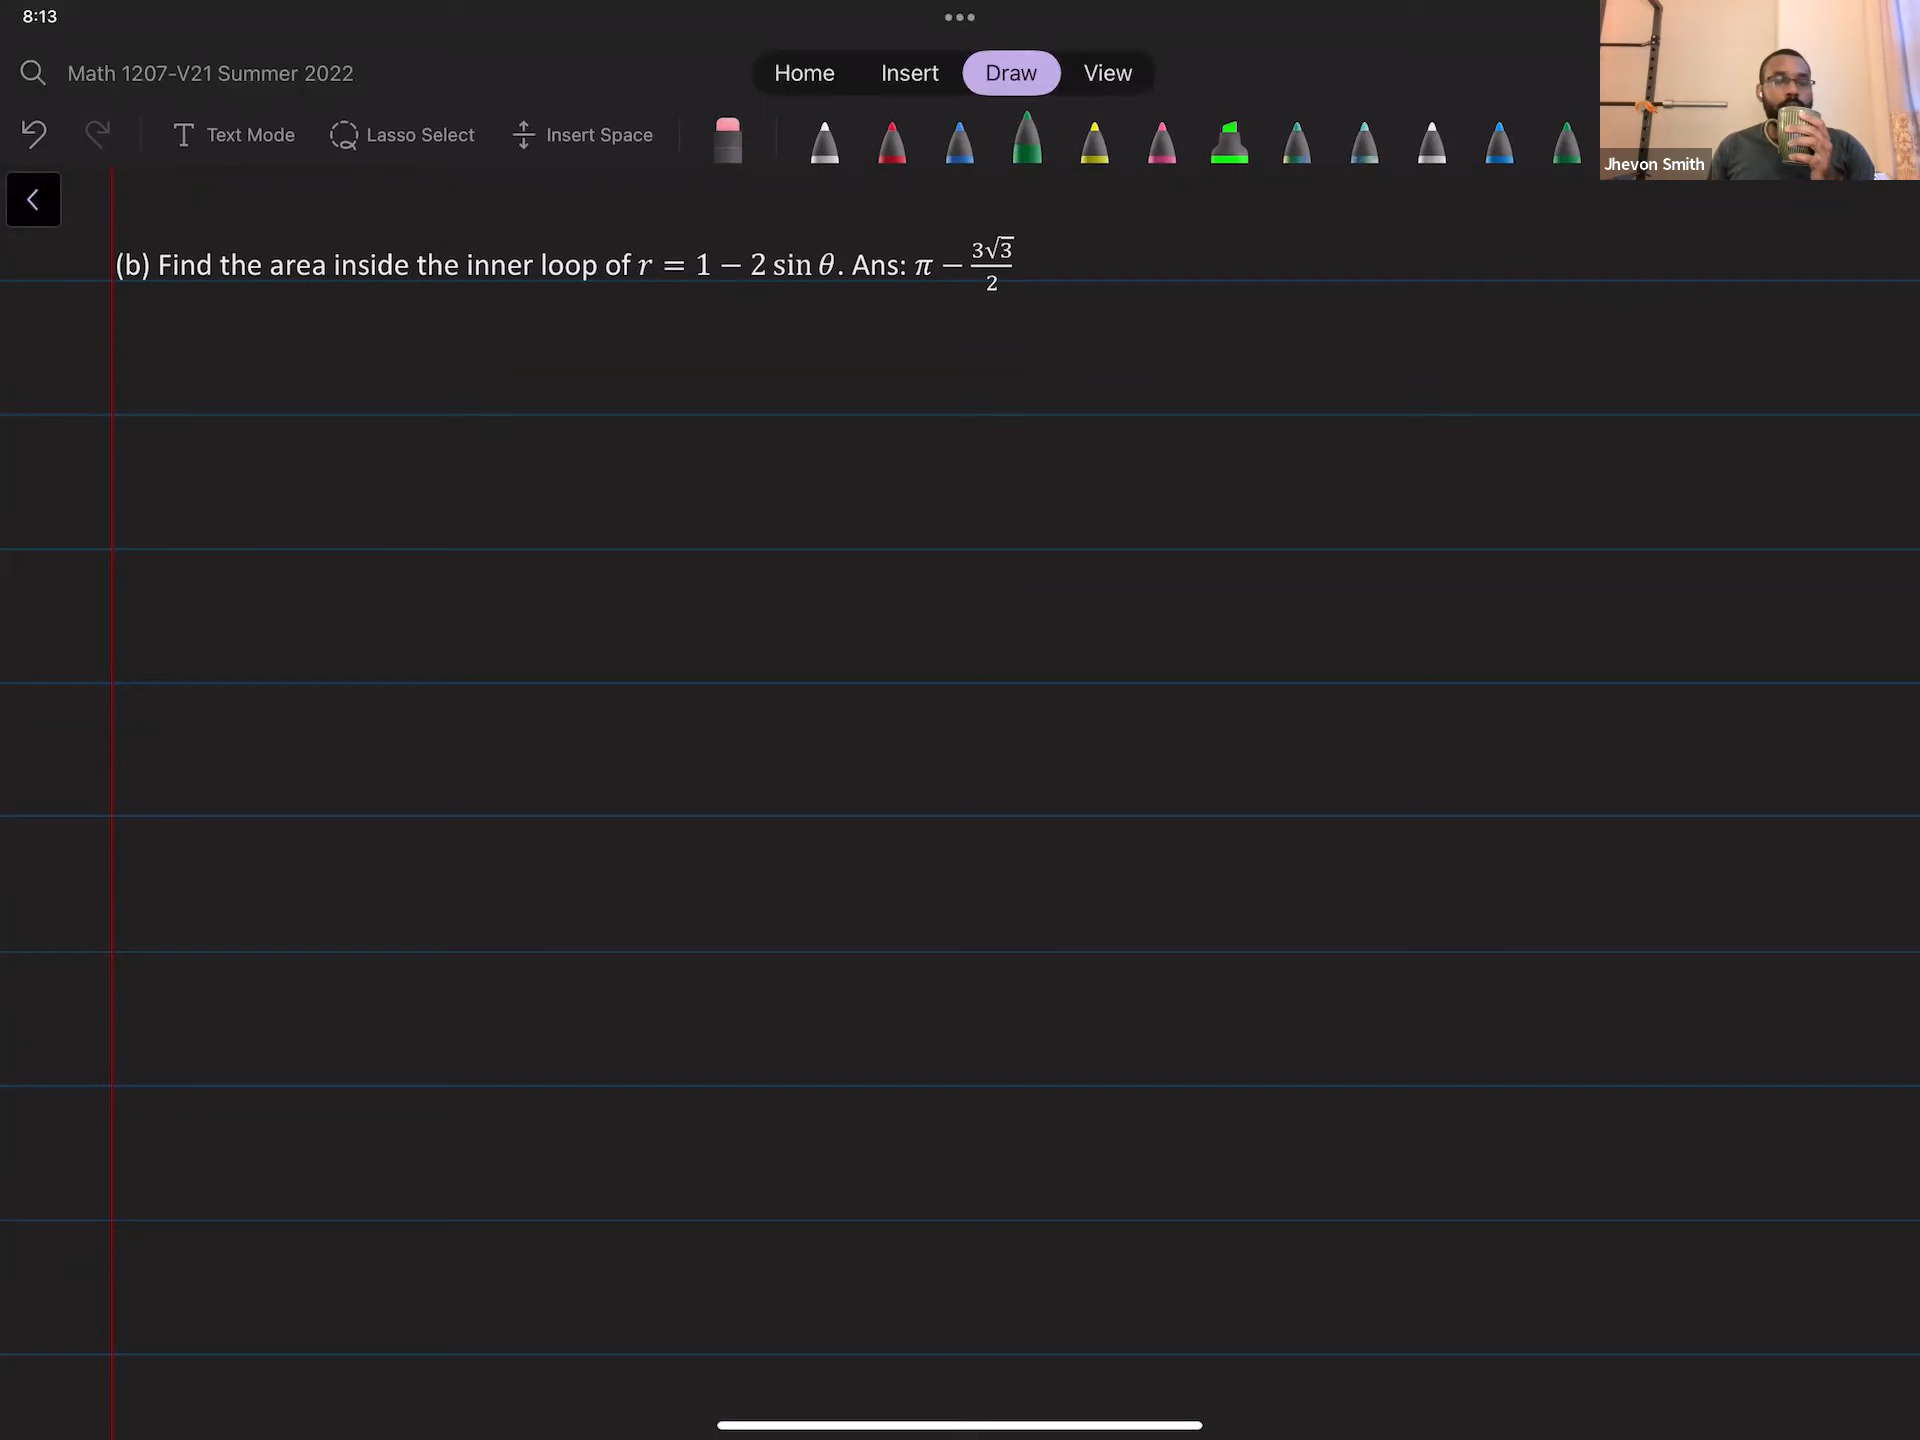 8:13
Math 1207-V21 Summer 2022
Home Insert Draw View
Text Mode Lasso Select Insert Space
Jhevon Smith
(b) Find the area inside the inner loop of r = 1 − 2 sin θ. Ans: π − 3√3/2